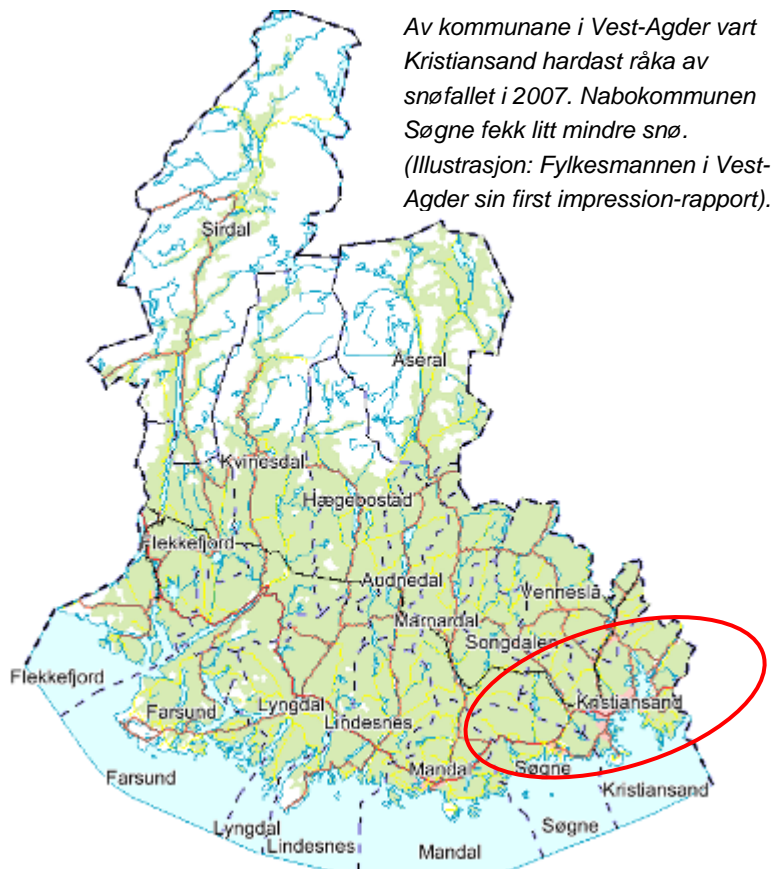 Av kommunane i Vest-Agder vart
Kristiansand hardast råka av
snøfallet i 2007. Nabokommunen
Søgne fekk litt mindre snø.
(Illustrasjon: Fylkesmannen i Vest-
Agder sin first impression-rapport).
Sirdal
Åseral
Kvinesdal
Hægebostad
Flekkefjord
Audnedal
Vennesla
Marnardal
Songdalen
Flekkefjord
Kristiansand
Farsund
Lyngdal
Lindesnes
Mandal
Søgne
Farsund
Kristiansand
Lyngdal
Søgne
Lindesnes
Mandal